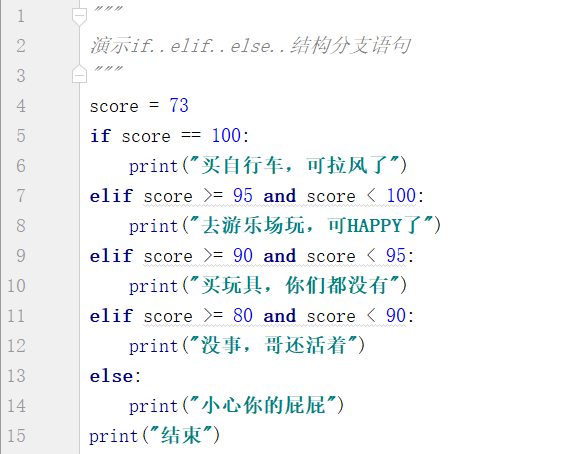 1 """
2 演示if..elif..else..结构分支语句
3 """
4 score = 73
5 if score == 100:
6     print("买自行车，可拉风了")
7 elif score >= 95 and score < 100:
8     print("去游乐场玩，可HAPPY了")
9 elif score >= 90 and score < 95:
10     print("买玩具，你们都没有")
11 elif score >= 80 and score < 90:
12     print("没事，哥还活着")
13 else:
14     print("小心你的屁屁")
15 print("结束")